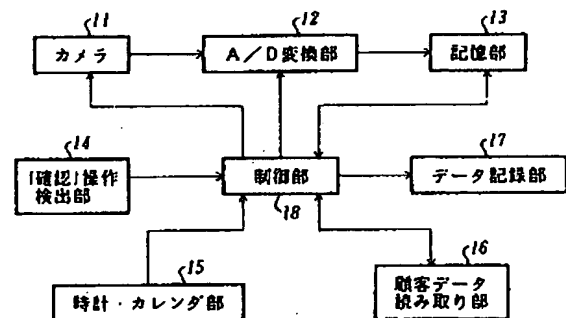 11
カメラ
12
A/D変換部
13
記憶部
14
「確認」操作
検出部
制御部
18
17
データ記録部
15
時計・カレンダ部
16
顧客データ
読み取り部